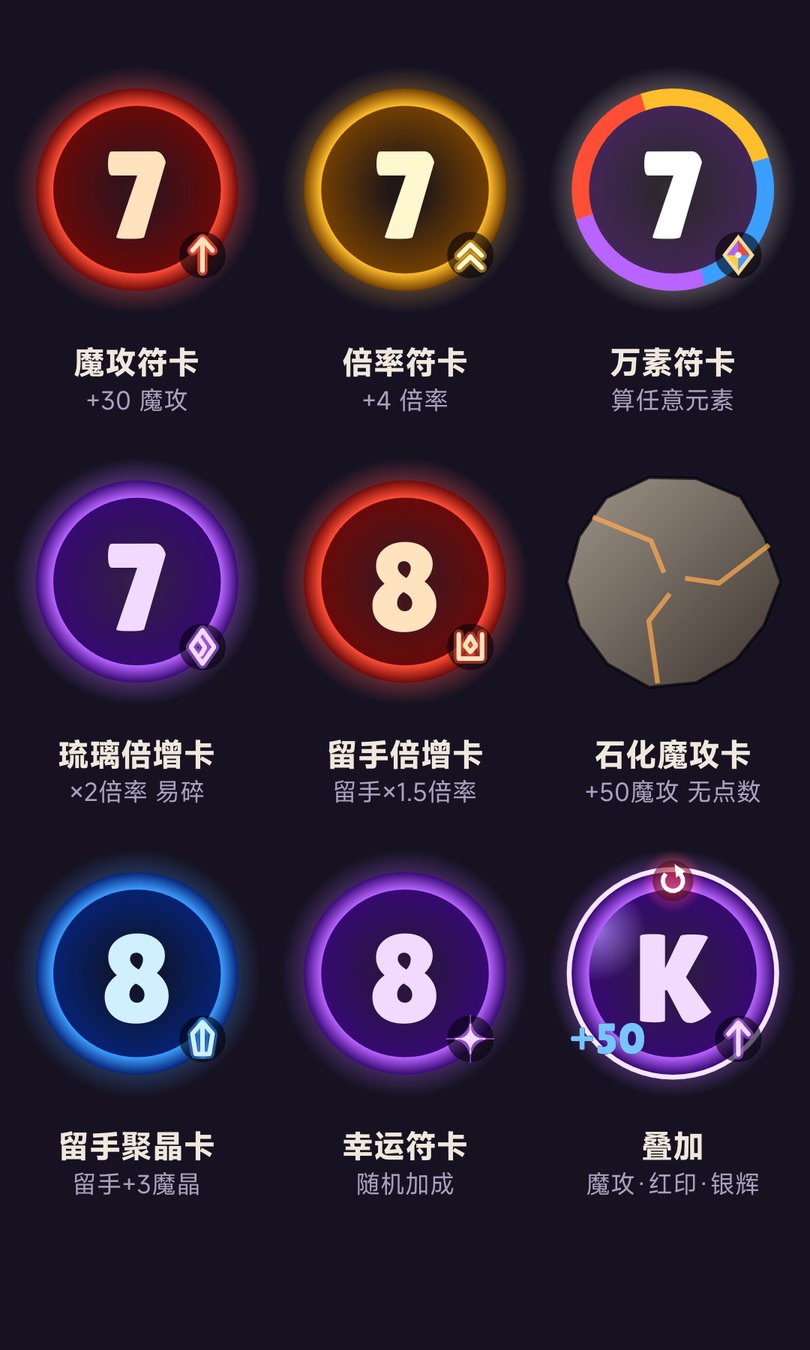 7 7 7
魔攻符卡 倍率符卡 万素符卡
+30 魔攻 +4 倍率 算任意元素
7 8
琉璃倍增卡 留手倍增卡 石化魔攻卡
×2倍率 易碎 留手×1.5倍率 +50魔攻 无点数
8 8 K
+50
留手聚晶卡 幸运符卡 叠加
留手+3魔晶 随机加成 魔攻·红印·银辉